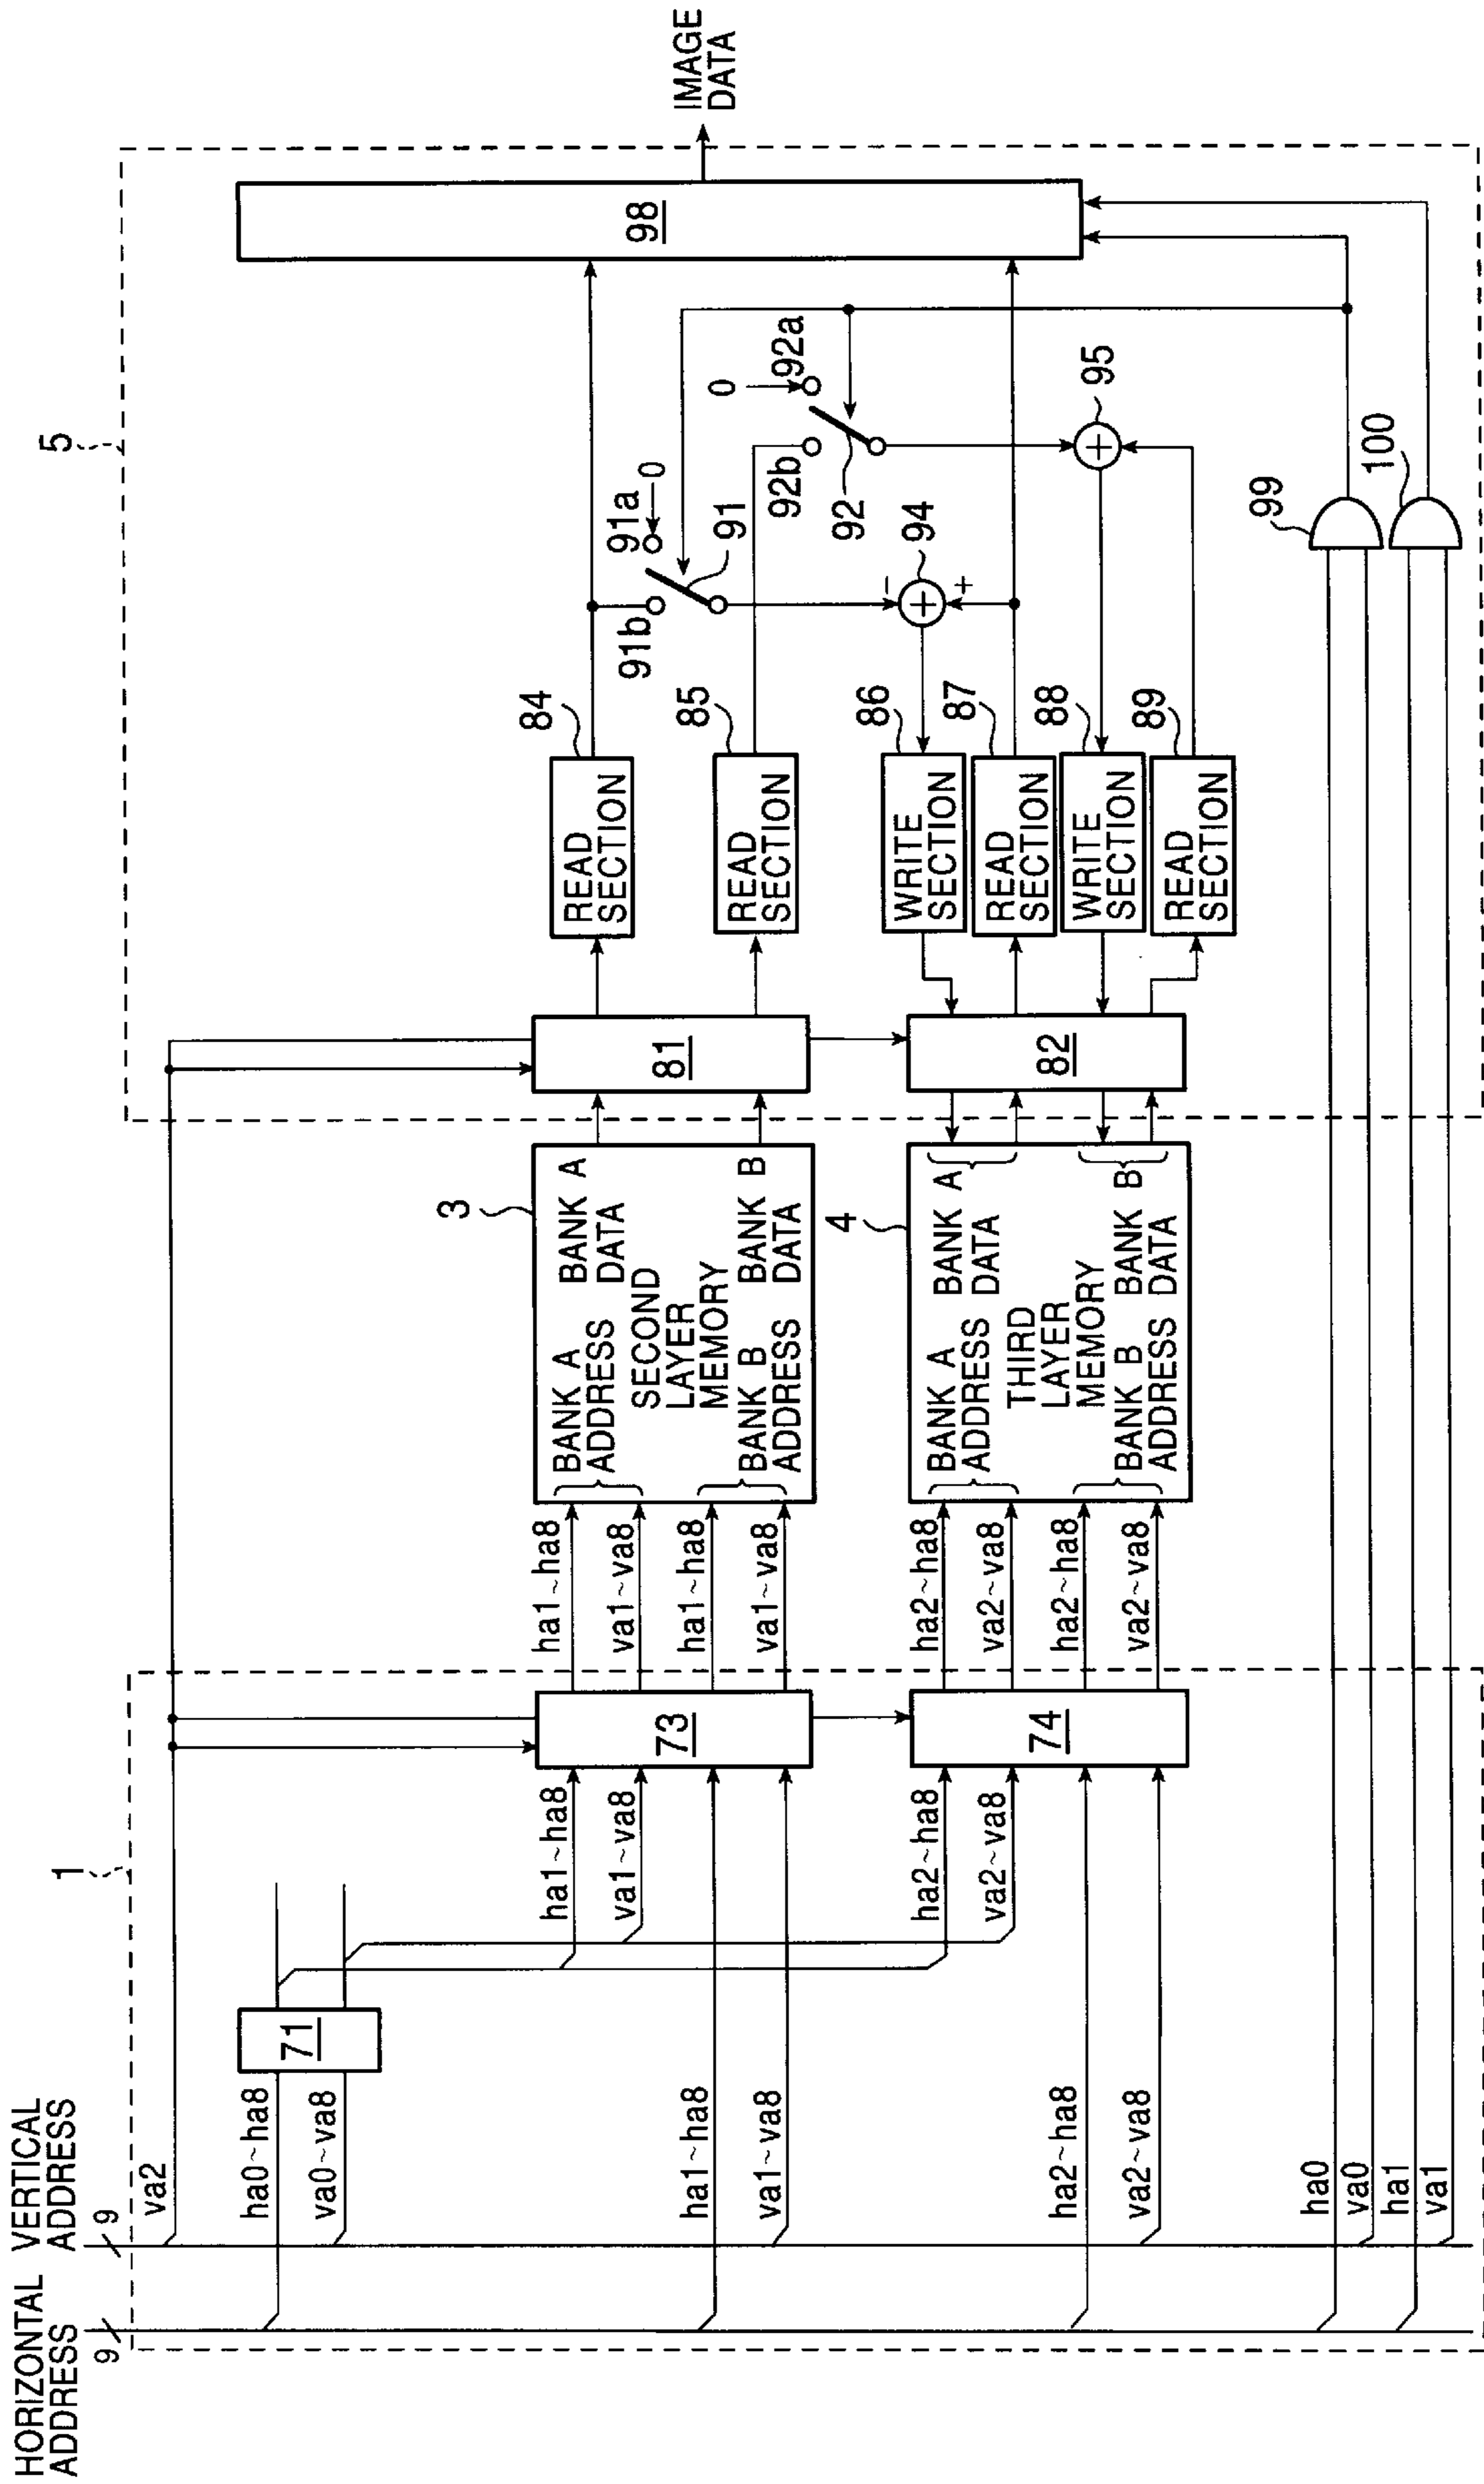 HORIZONTAL
ADDRESS
9
VERTICAL
ADDRESS
9
1
va2
ha0~ha8
va0~va8
71
ha1~ha8
va1~va8
ha1~ha8
va1~va8
73
ha1~ha8
va1~va8
ha1~ha8
va1~va8
ha2~ha8
va2~va8
ha2~ha8
va2~va8
74
ha2~ha8
va2~va8
ha2~ha8
va2~va8
3
BANK A
ADDRESS
BANK A
DATA
SECOND
LAYER
MEMORY
BANK B
ADDRESS
BANK B
DATA
4
BANK A
ADDRESS
BANK A
DATA
THIRD
LAYER
MEMORY
BANK B
ADDRESS
BANK B
DATA
5
81
82
84
READ
SECTION
85
READ
SECTION
86
WRITE
SECTION
87
READ
SECTION
88
WRITE
SECTION
89
READ
SECTION
91b
91a
0
91
92b
0
92a
92
94
-
+
+
95
+
98
IMAGE
DATA
ha0
va0
ha1
va1
99
100